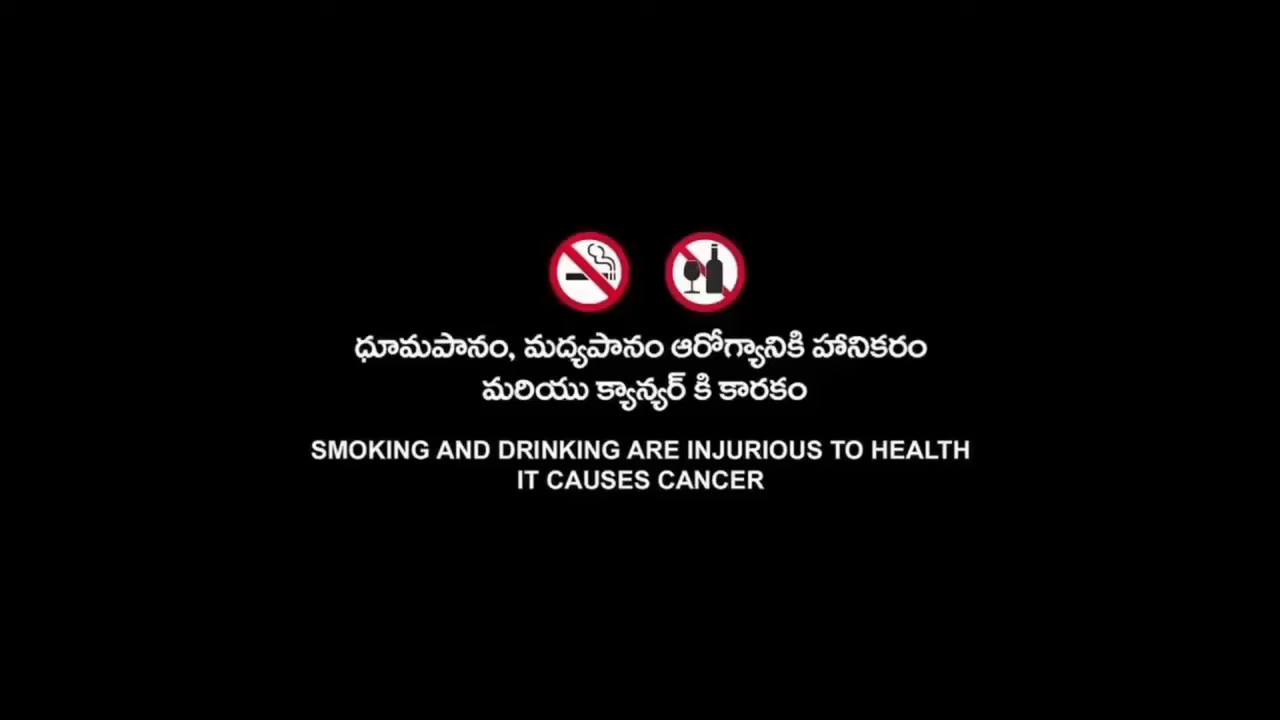 ధూమపానం, మద్యపానం ఆరోగ్యానికి హానికరం
మరియు క్యాన్సర్ కి కారకం
SMOKING AND DRINKING ARE INJURIOUS TO HEALTH
IT CAUSES CANCER